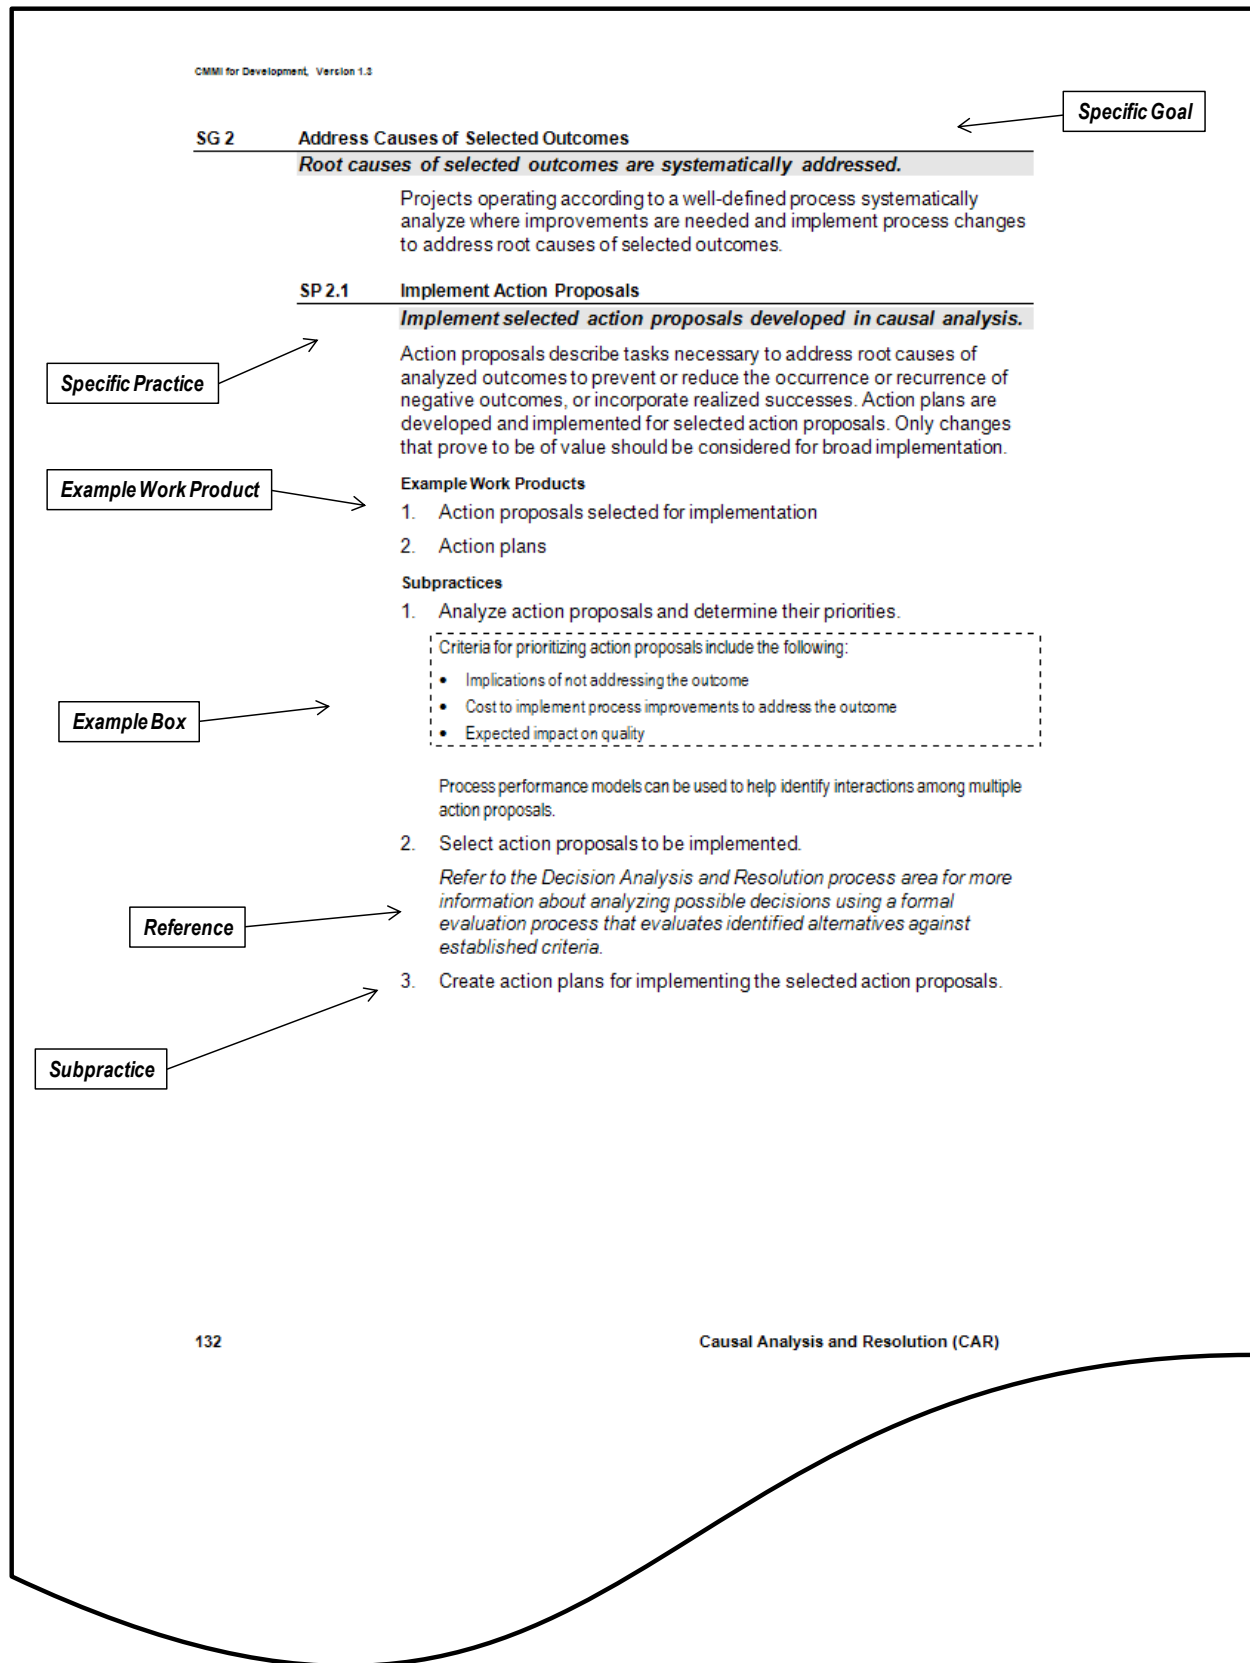 CMMI for Development, Version 1.3
Specific Goal
SG 2 Address Causes of Selected Outcomes
Root causes of selected outcomes are systematically addressed.
Projects operating according to a well-defined process systematically
analyze where improvements are needed and implement process changes
to address root causes of selected outcomes.
SP 2.1 Implement Action Proposals
Implement selected action proposals developed in causal analysis.
Specific Practice
Action proposals describe tasks necessary to address root causes of
analyzed outcomes to prevent or reduce the occurrence or recurrence of
negative outcomes, or incorporate realized successes. Action plans are
developed and implemented for selected action proposals. Only changes
that prove to be of value should be considered for broad implementation.
Example Work Product
Example Work Products
1. Action proposals selected for implementation
2. Action plans
Subpractices
1. Analyze action proposals and determine their priorities.
Example Box
Criteria for prioritizing action proposals include the following:
• Implications of not addressing the outcome
• Cost to implement process improvements to address the outcome
• Expected impact on quality
Process performance models can be used to help identify interactions among multiple
action proposals.
2. Select action proposals to be implemented.
Reference
Refer to the Decision Analysis and Resolution process area for more
information about analyzing possible decisions using a formal
evaluation process that evaluates identified alternatives against
established criteria.
3. Create action plans for implementing the selected action proposals.
Subpractice
132 Causal Analysis and Resolution (CAR)